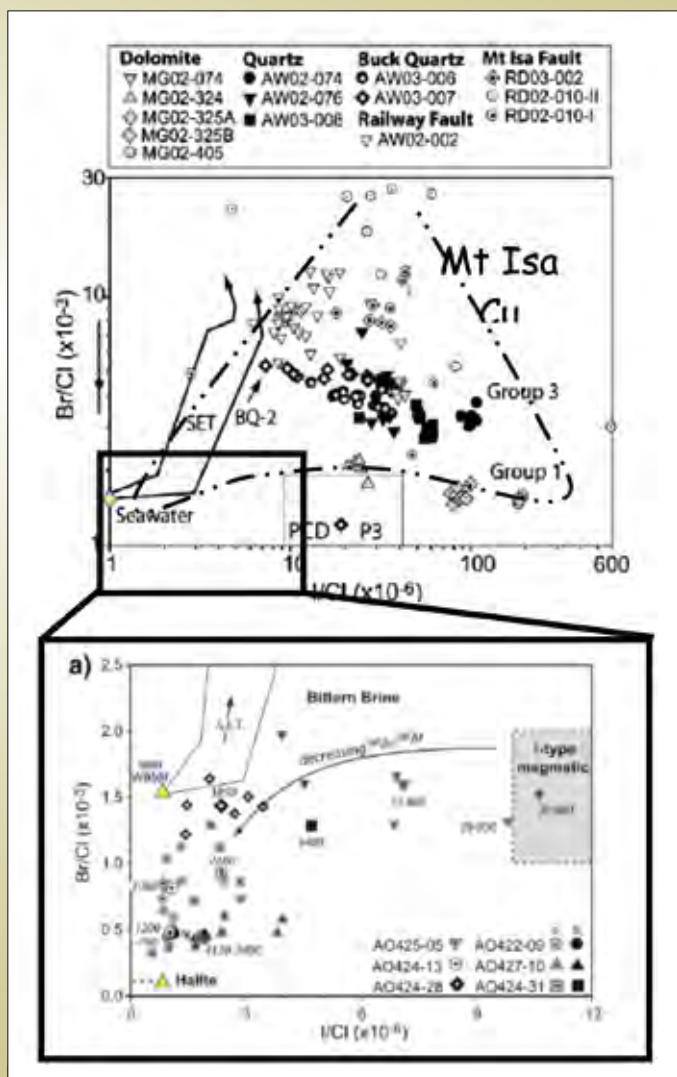 Dolomite Quartz Buck Quartz Mt Isa Fault
MG02-074 AW02-074 AW03-006 RD03-002
MG02-324 AW02-076 AW03-007 RD02-010-II
MG02-325A AW03-008 Railway Fault RD02-010-I
MG02-325B AW02-002
MG02-405
30
Mt Isa
10
Br/Cl (x10-3)
Group 3
SET
BQ-2
Group 1
Seawater
PCD P3
1 100 600
I/Cl (x10-6)
a)
2.5
Bittern Brine
2.0
decreasing
I-type
magmatic
1.5
Br/Cl (x10-3)
1.0
0.5
AO425-05 AO422-09
AO424-13 AO427-10
AO424-28 AO424-31
Halite
0.0
0 3 6 9 12
I/Cl (x10-6)